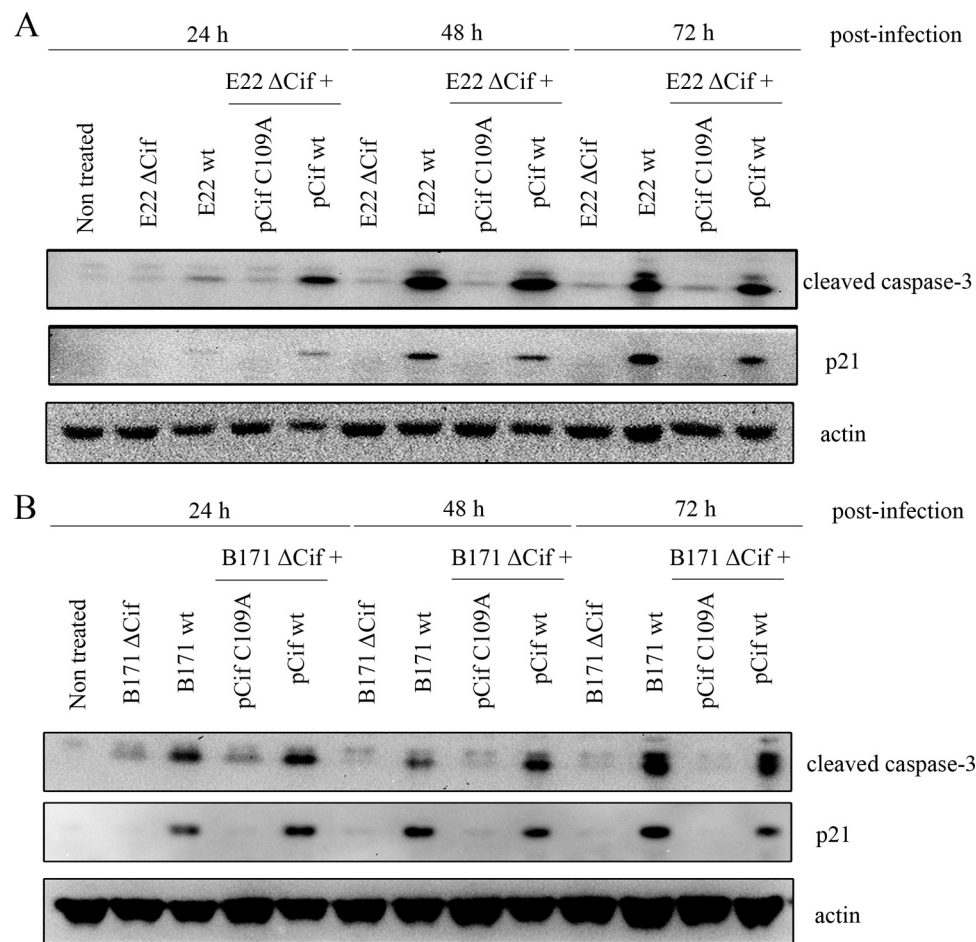 A
24 h 48 h 72 h post-infection
E22 ΔCif + E22 ΔCif + E22 ΔCif +
Non treated E22 ΔCif E22 wt pCif C109A pCif wt E22 ΔCif E22 wt pCif C109A pCif wt E22 ΔCif E22 wt pCif C109A pCif wt
cleaved caspase-3
p21
actin
B
24 h 48 h 72 h post-infection
B171 ΔCif + B171 ΔCif + B171 ΔCif +
Non treated B171 ΔCif B171 wt pCif C109A pCif wt B171 ΔCif B171 wt pCif C109A pCif wt B171 ΔCif B171 wt pCif C109A pCif wt
cleaved caspase-3
p21
actin